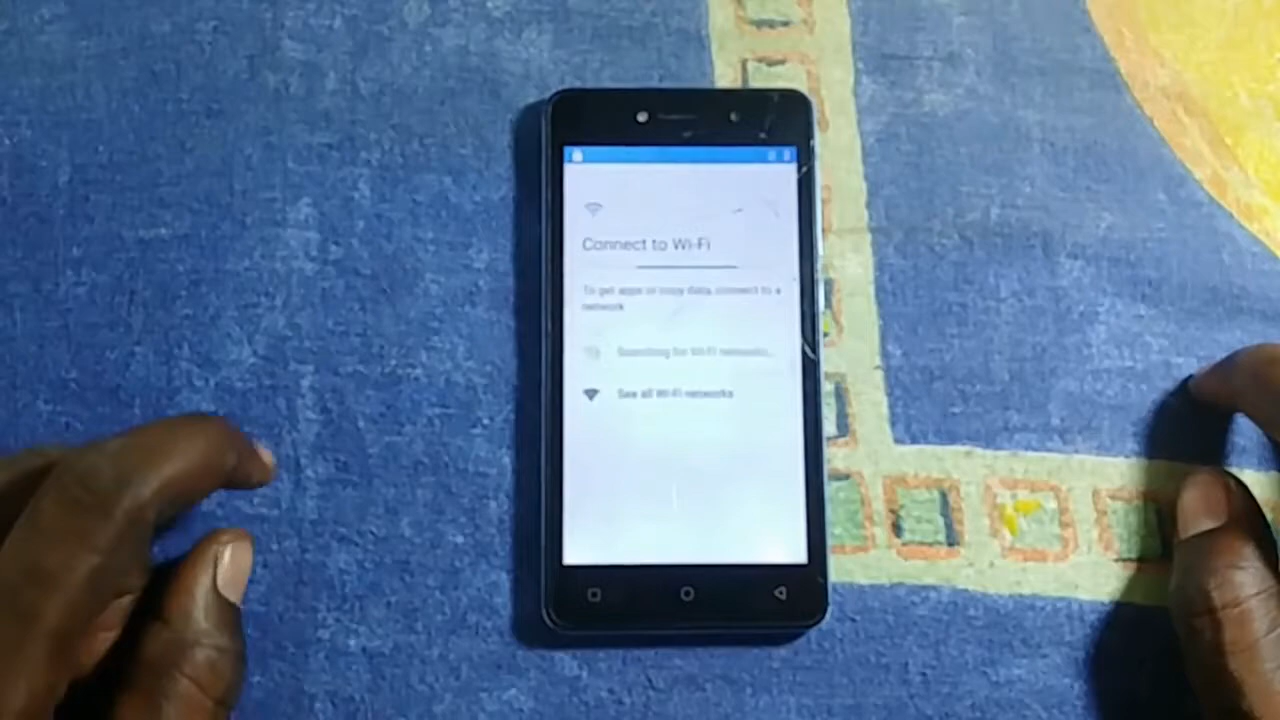 Connect to Wi-Fi
To get apps or copy data, connect to a
network
Searching for Wi-Fi networks...
See all Wi-Fi networks